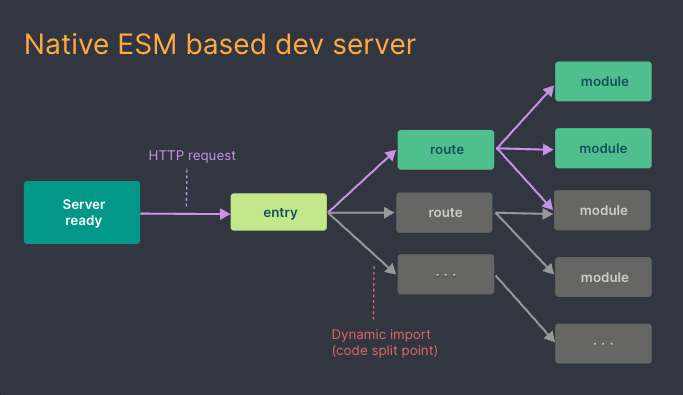 Native ESM based dev server
module
HTTP request
route
module
Server
ready
entry
route
module
· · ·
module
Dynamic import
(code split point)
· · ·